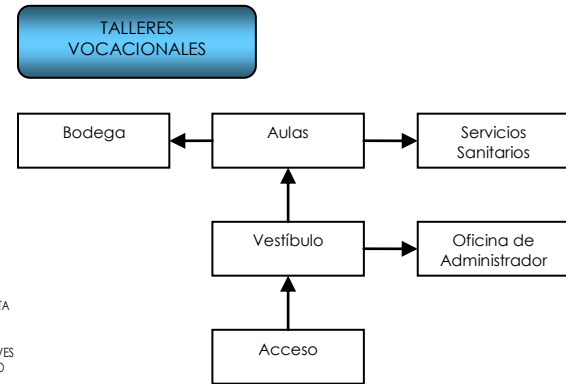 TALLERES
VOCACIONALES
Bodega
Aulas
Servicios
Sanitarios
Vestíbulo
Oficina de
Administrador
Acceso